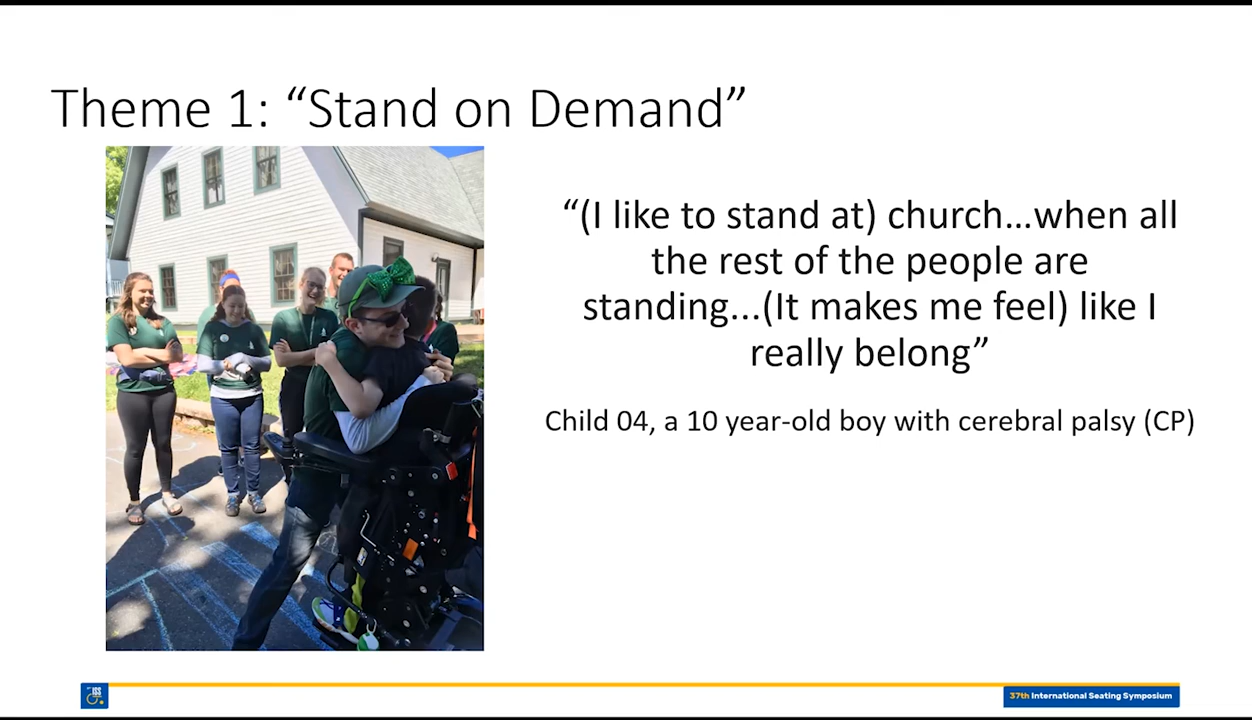 Theme 1: “Stand on Demand”
“(I like to stand at) church…when all
the rest of the people are
standing…(It makes me feel) like I
really belong”
Child 04, a 10 year-old boy with cerebral palsy (CP)
ISS
37th International Seating Symposium